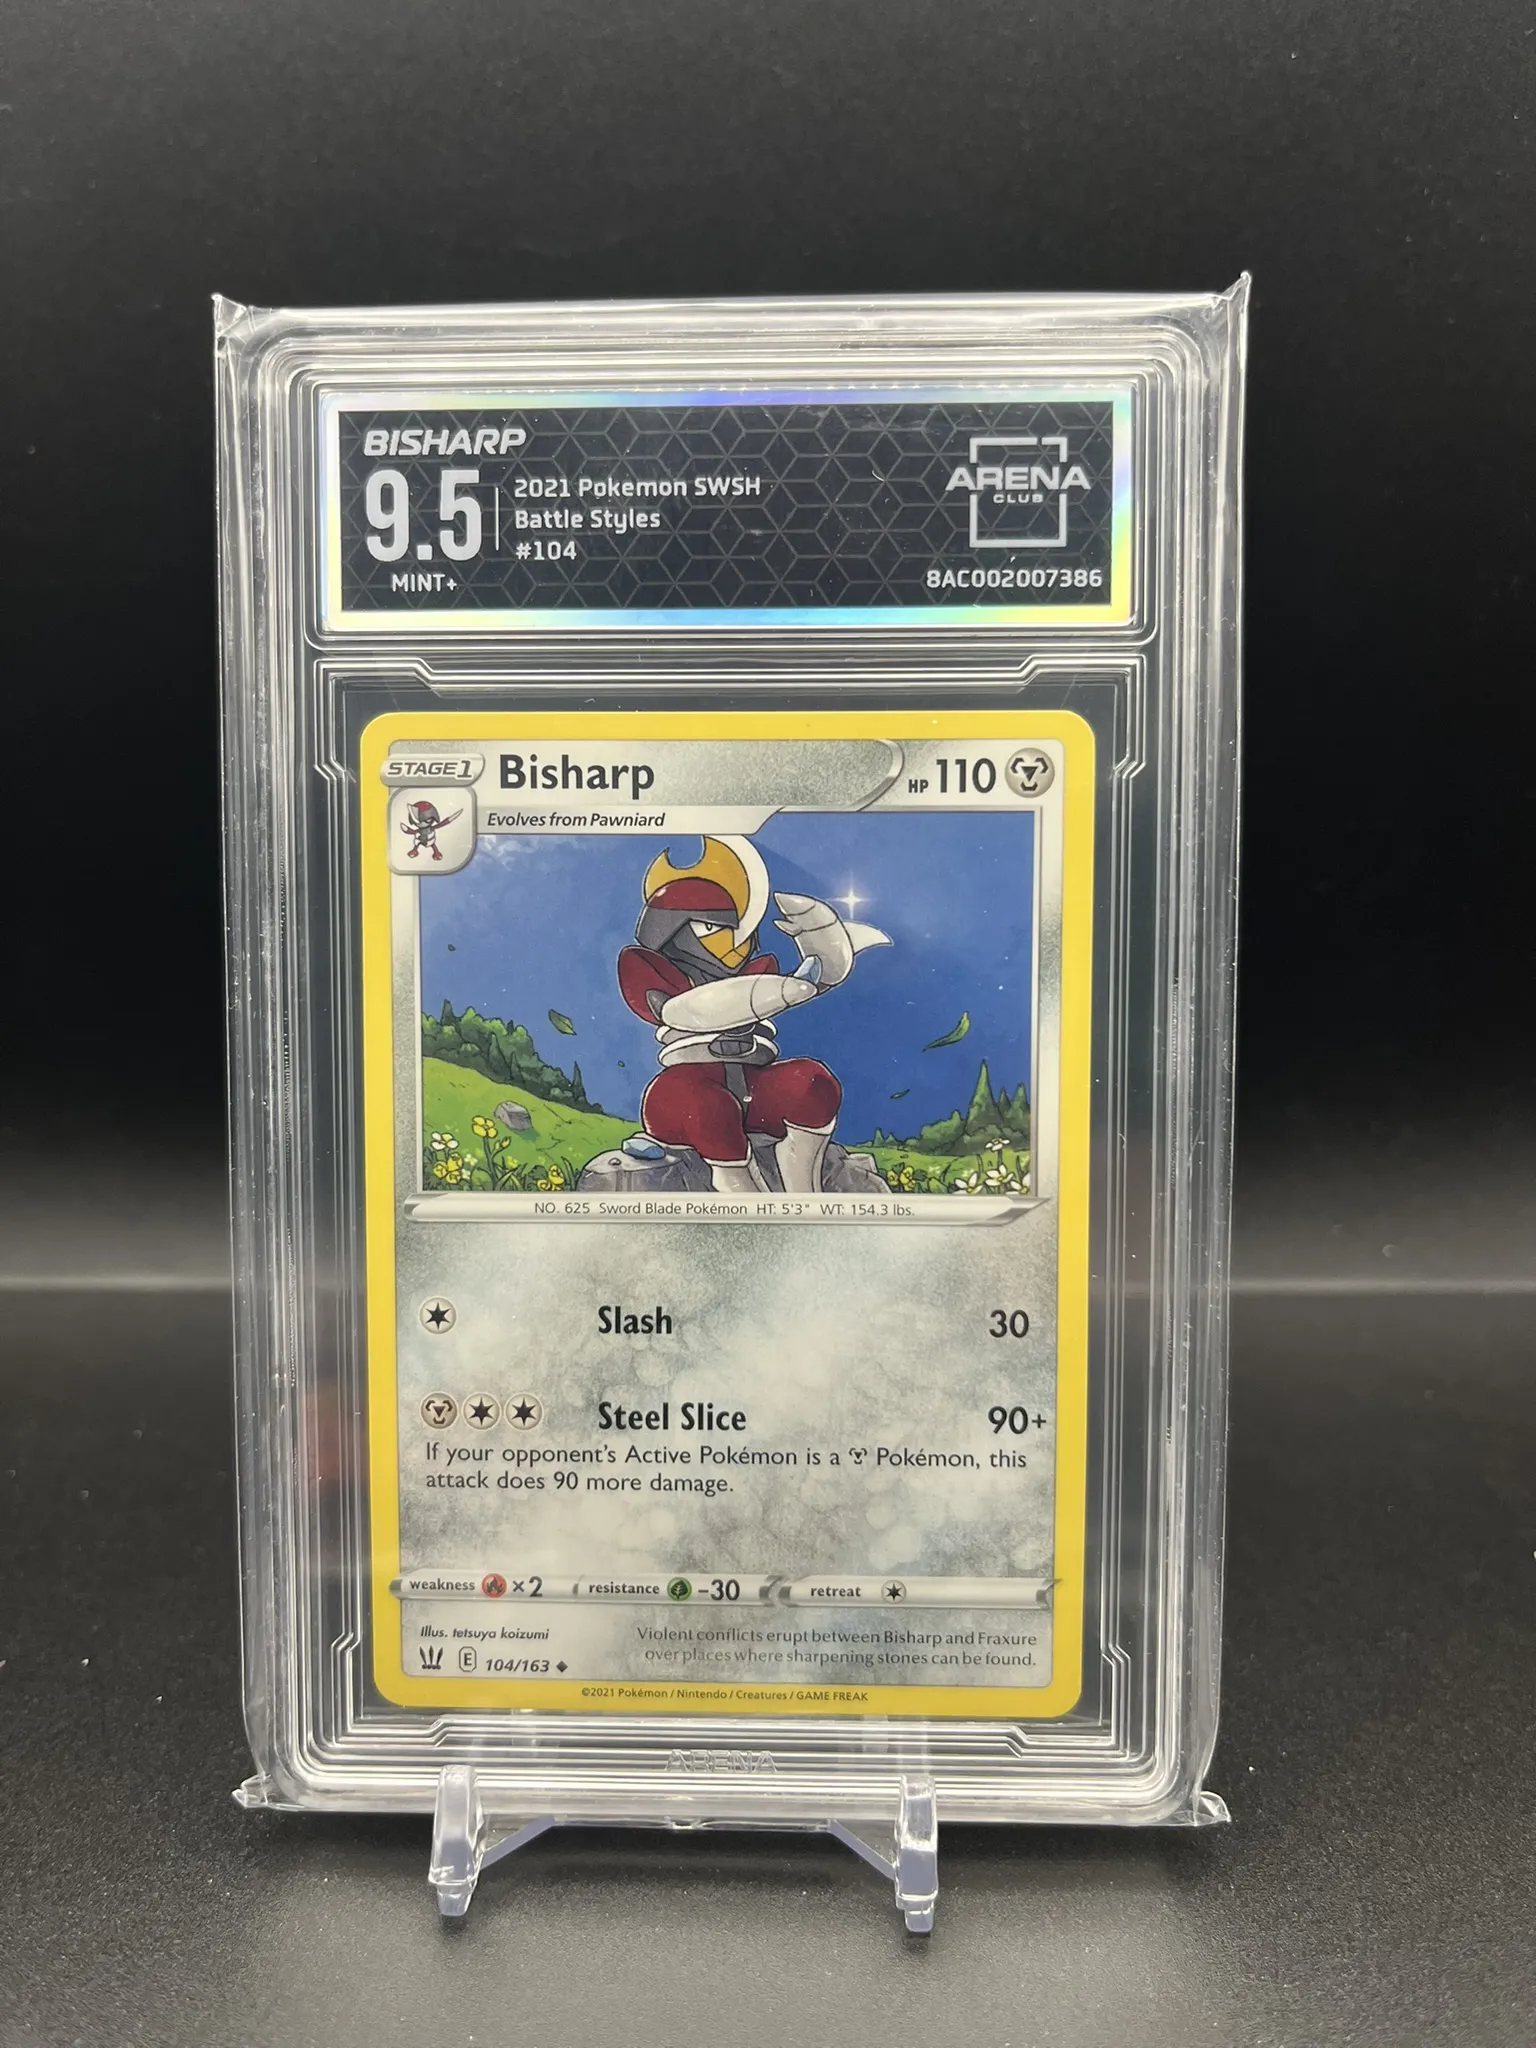 BISHARP
9.5
MINT+
2021 Pokemon SWSH
Battle Styles
#104
ARENA
CLUB
8AC002007386
STAGE 1
Bisharp
HP 110
Evolves from Pawniard
NO. 625 Sword Blade Pokémon HT: 5'3" WT: 154.3 lbs.
Slash 30
Steel Slice 90+
If your opponent's Active Pokémon is a Pokémon, this
attack does 90 more damage.
weakness ×2 resistance -30 retreat
Illus. tetsuya koizumi
E 104/163
Violent conflicts erupt between Bisharp and Fraxure
over places where sharpening stones can be found.
©2021 Pokémon / Nintendo / Creatures / GAME FREAK
ARENA